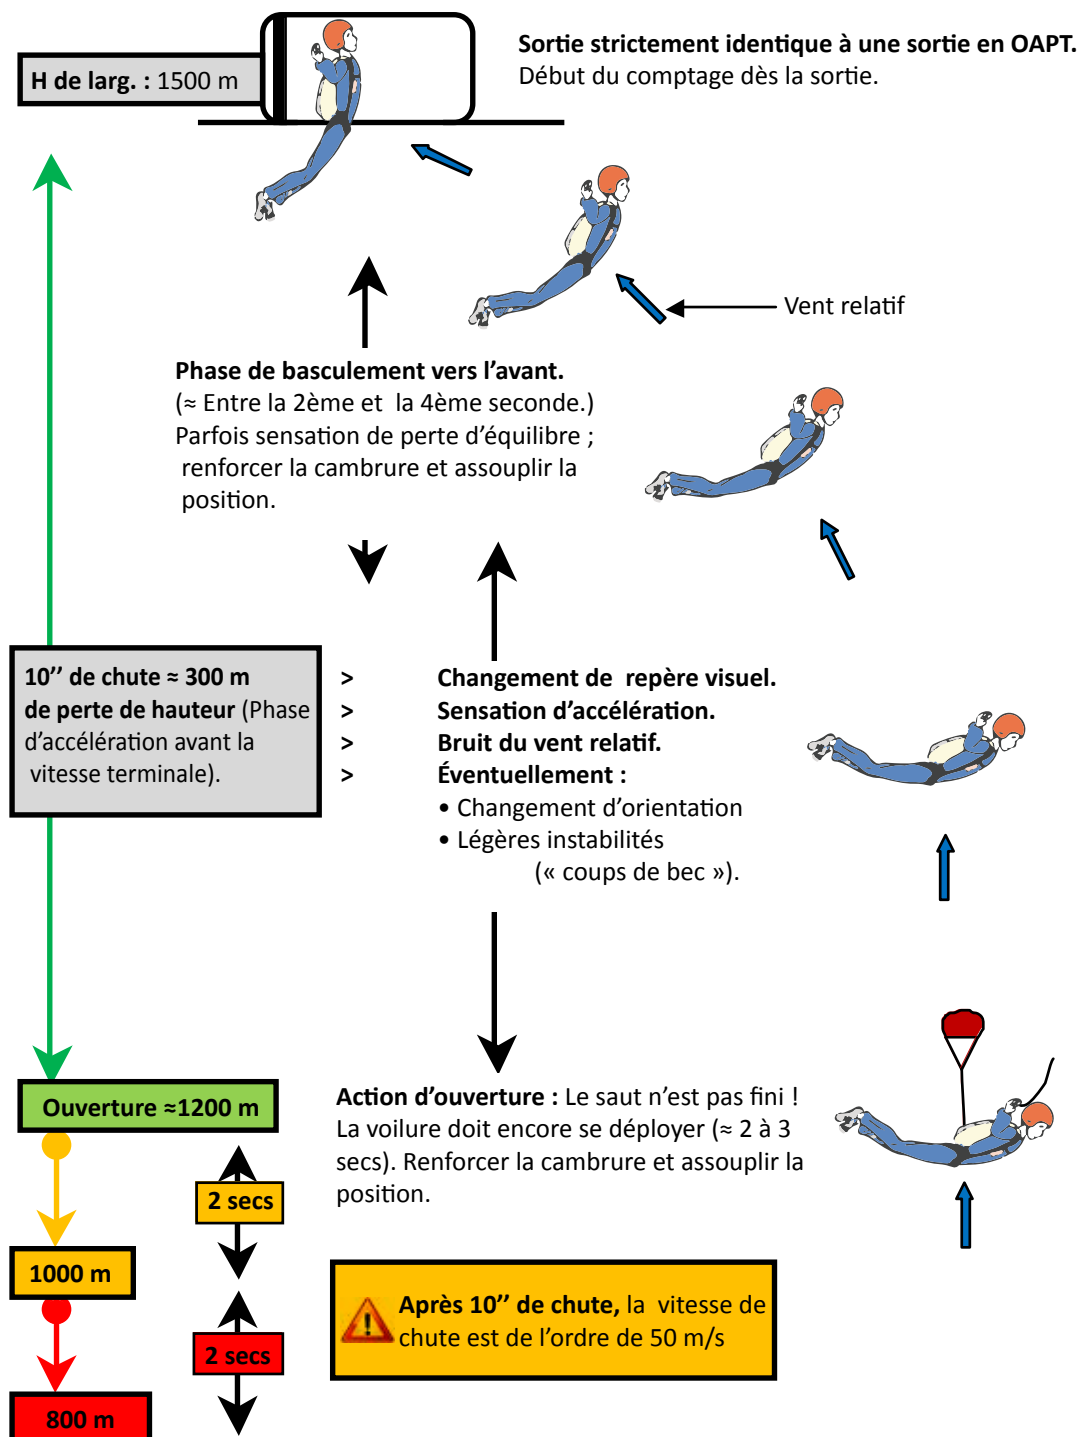 Sortie strictement identique à une sortie en OAPT.
Début du comptage dès la sortie.
H de larg. : 1500 m
Vent relatif
Phase de basculement vers l’avant.
(≈ Entre la 2ème et  la 4ème seconde.)
Parfois sensation de perte d’équilibre ;
renforcer la cambrure et assouplir la
position.
10’’ de chute ≈ 300 m
de perte de hauteur (Phase
d’accélération avant la
vitesse terminale).
> Changement de  repère visuel.
> Sensation d’accélération.
> Bruit du vent relatif.
> Éventuellement :
• Changement d’orientation
• Légères instabilités
(« coups de bec »).
Ouverture ≈1200 m
Action d’ouverture : Le saut n’est pas fini !
La voilure doit encore se déployer (≈ 2 à 3
secs). Renforcer la cambrure et assouplir la
position.
2 secs
1000 m
Après 10’’ de chute, la  vitesse de
chute est de l’ordre de 50 m/s
2 secs
800 m